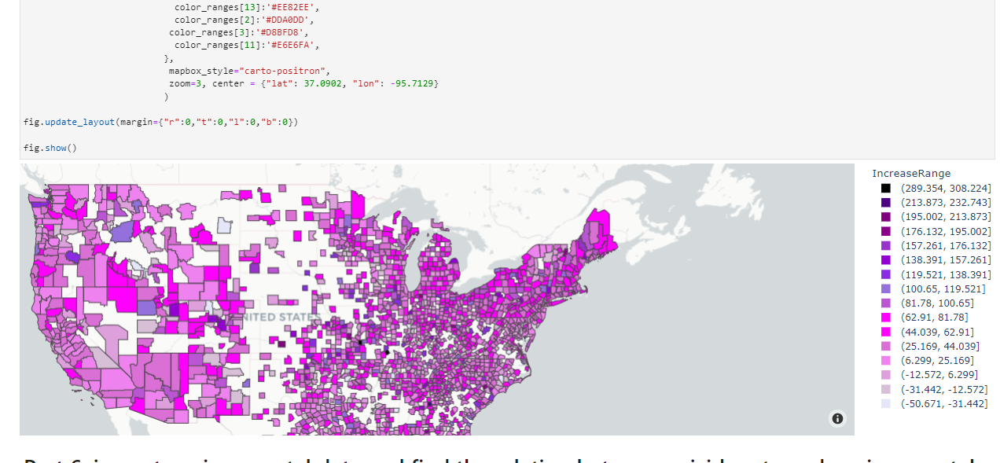 color_ranges[13]:'#EE82EE',
color_ranges[2]:'#DDA0DD',
color_ranges[3]:'#D8BFD8',
color_ranges[11]:'#E6E6FA',
},
mapbox_style="carto-positron",
zoom=3, center = {"lat": 37.0902, "lon": -95.7129}
)
fig.update_layout(margin={"r":0,"t":0,"l":0,"b":0})
fig.show()
NITED STATES
IncreaseRange
(289.354, 308.224]
(213.873, 232.743]
(195.002, 213.873]
(176.132, 195.002]
(157.261, 176.132]
(138.391, 157.261]
(119.521, 138.391]
(100.65, 119.521]
(81.78, 100.65]
(62.91, 81.78]
(44.039, 62.91]
(25.169, 44.039]
(6.299, 25.169]
(-12.572, 6.299]
(-31.442, -12.572]
(-50.671, -31.442]